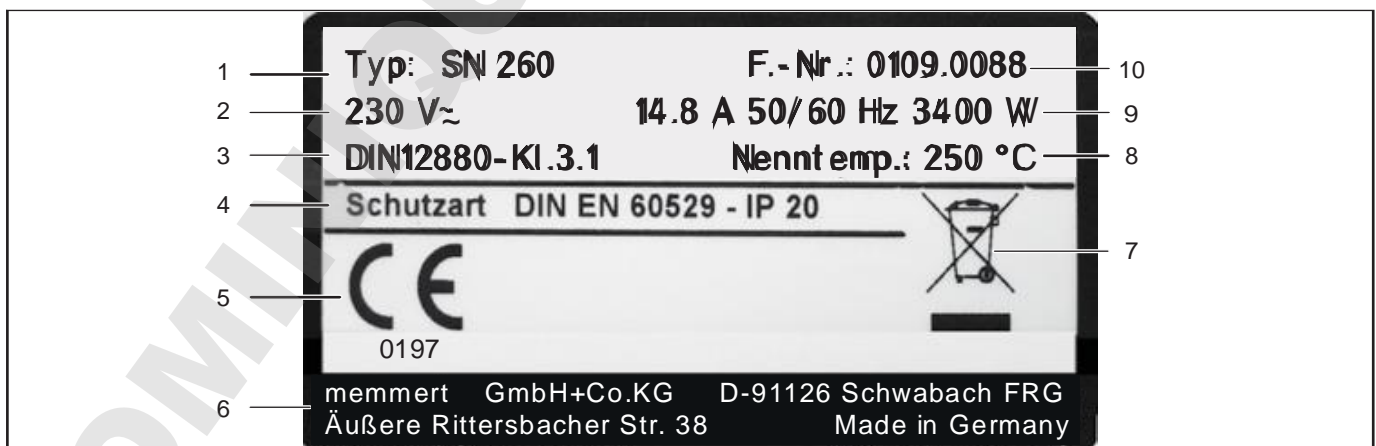 1 Typ: SN 260 F.-Nr.: 0109.0088 10
2 230 V~ 14.8 A 50/60 Hz 3400 W 9
3 DIN12880-Kl.3.1 Nenntemp.: 250 °C 8
4 Schutzart DIN EN 60529 - IP 20
7
5 CE
0197
memmert GmbH+Co.KG D-91126 Schwabach FRG
6 Äußere Rittersbacher Str. 38 Made in Germany